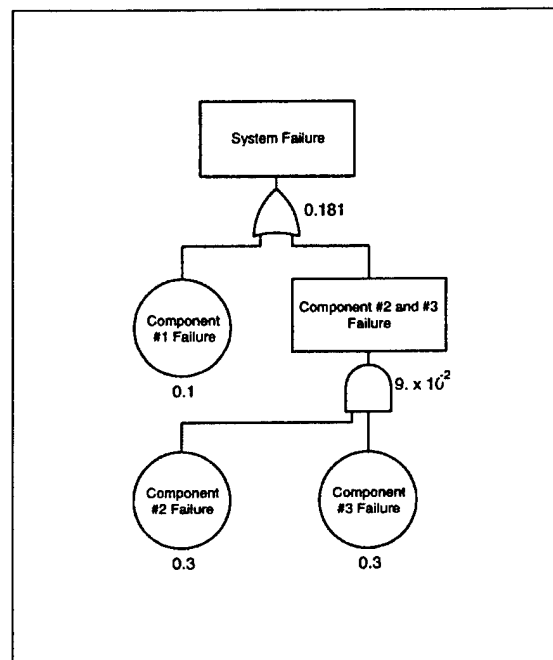 System Failure
0.181
Component
#1 Failure
0.1
Component #2 and #3
Failure
9. x 10-2
Component
#2 Failure
0.3
Component
#3 Failure
0.3